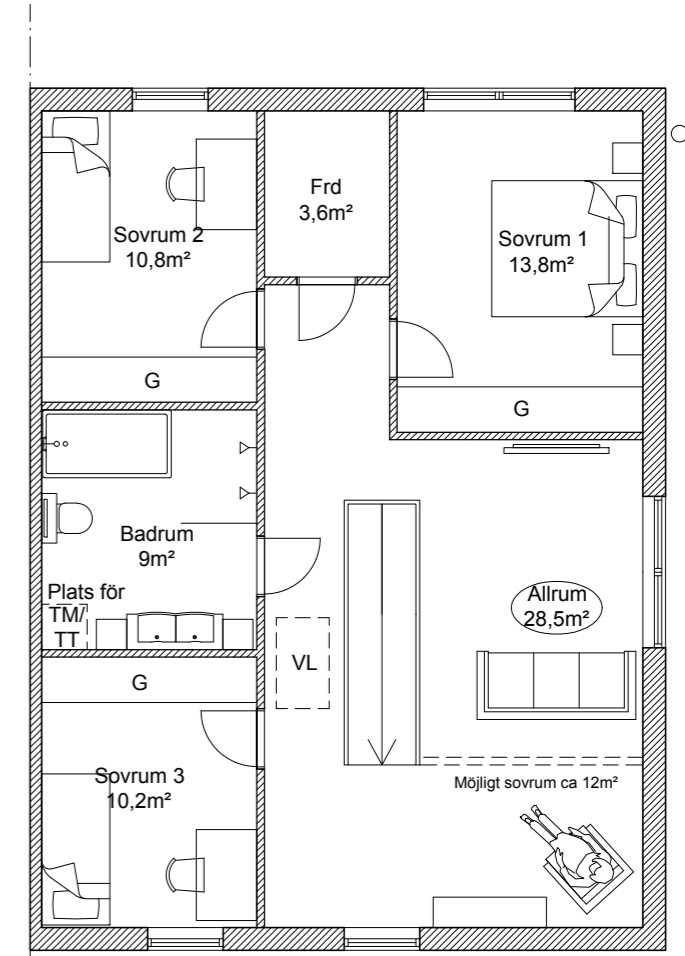 Frd
3,6m²
Sovrum 2
10,8m²
Sovrum 1
13,8m²
G
G
Badrum
9m²
Plats för
TM/
TT
Allrum
28,5m²
VL
G
Sovrum 3
10,2m²
Möjligt sovrum ca 12m²